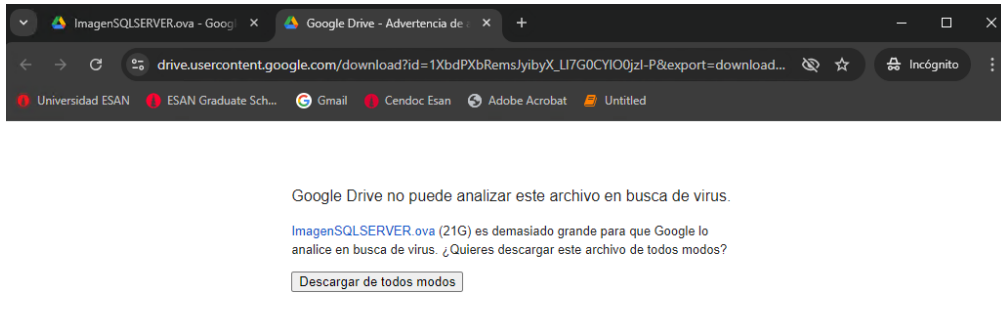 ImagenSQLSERVER.ova - Goog
Google Drive - Advertencia de
drive.usercontent.google.com/download?id=1XbdPXbRemsJyibyX_LI7G0CYlO0jzl-P&export=download...
Incógnito
Universidad ESAN
ESAN Graduate Sch...
Gmail
Cendoc Esan
Adobe Acrobat
Untitled
Google Drive no puede analizar este archivo en busca de virus.
ImagenSQLSERVER.ova (21G) es demasiado grande para que Google lo
analice en busca de virus. ¿Quieres descargar este archivo de todos modos?
Descargar de todos modos